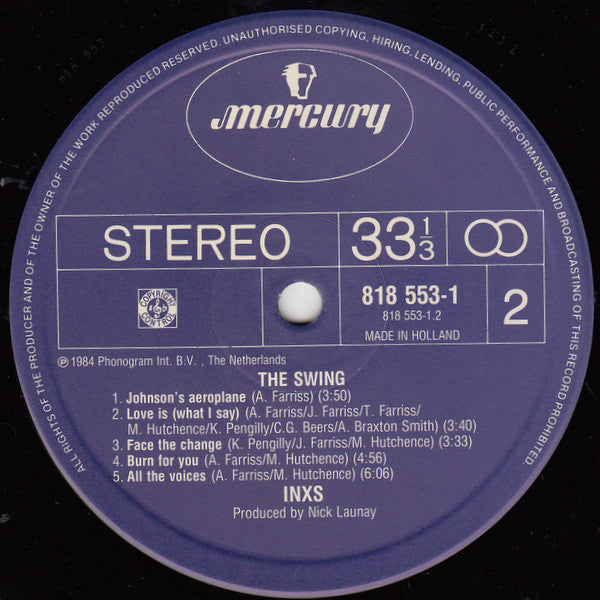 ALL RIGHTS OF THE PRODUCER AND OF THE OWNER OF THE WORK REPRODUCED RESERVED. UNAUTHORISED COPYING, HIRING, LENDING, PUBLIC PERFORMANCE AND BROADCASTING OF THIS RECORD PROHIBITED
mercury
STEREO
33 1/3
818 553-1
818 553-1.2
MADE IN HOLLAND
2
COPYRIGHT
CONTROL
℗ 1984 Phonogram Int. B.V. , The Netherlands
THE SWING
1. Johnson's aeroplane (A. Farriss) (3:50)
2. Love is (what I say) (A. Farriss/J. Farriss/T. Farriss/
M. Hutchence/K. Pengilly/C.G. Beers/A. Braxton Smith) (3:40)
3. Face the change (K. Pengilly/J. Farriss/M. Hutchence) (3:33)
4. Burn for you (A. Farriss/M. Hutchence) (4:56)
5. All the voices (A. Farriss/M. Hutchence) (6:06)
INXS
Produced by Nick Launay